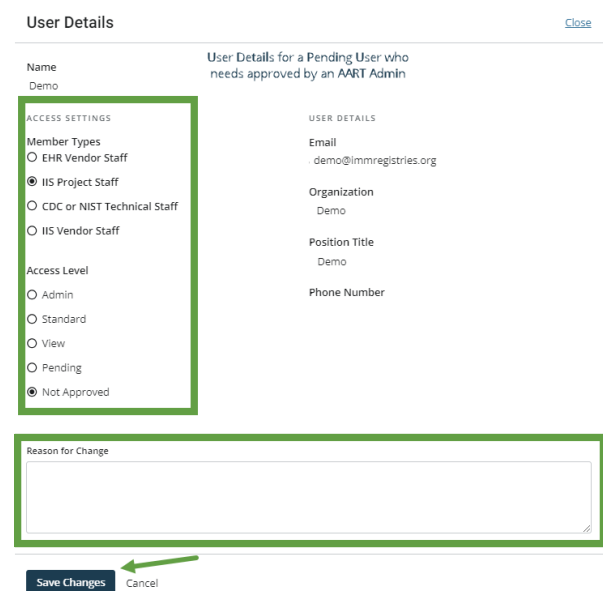 User Details
Close
User Details for a Pending User who
needs approved by an AART Admin
Name
Demo
ACCESS SETTINGS
Member Types
EHR Vendor Staff
IIS Project Staff
CDC or NIST Technical Staff
IIS Vendor Staff
Access Level
Admin
Standard
View
Pending
Not Approved
USER DETAILS
Email
demo@immregistries.org
Organization
Demo
Position Title
Demo
Phone Number
Reason for Change
Save Changes
Cancel